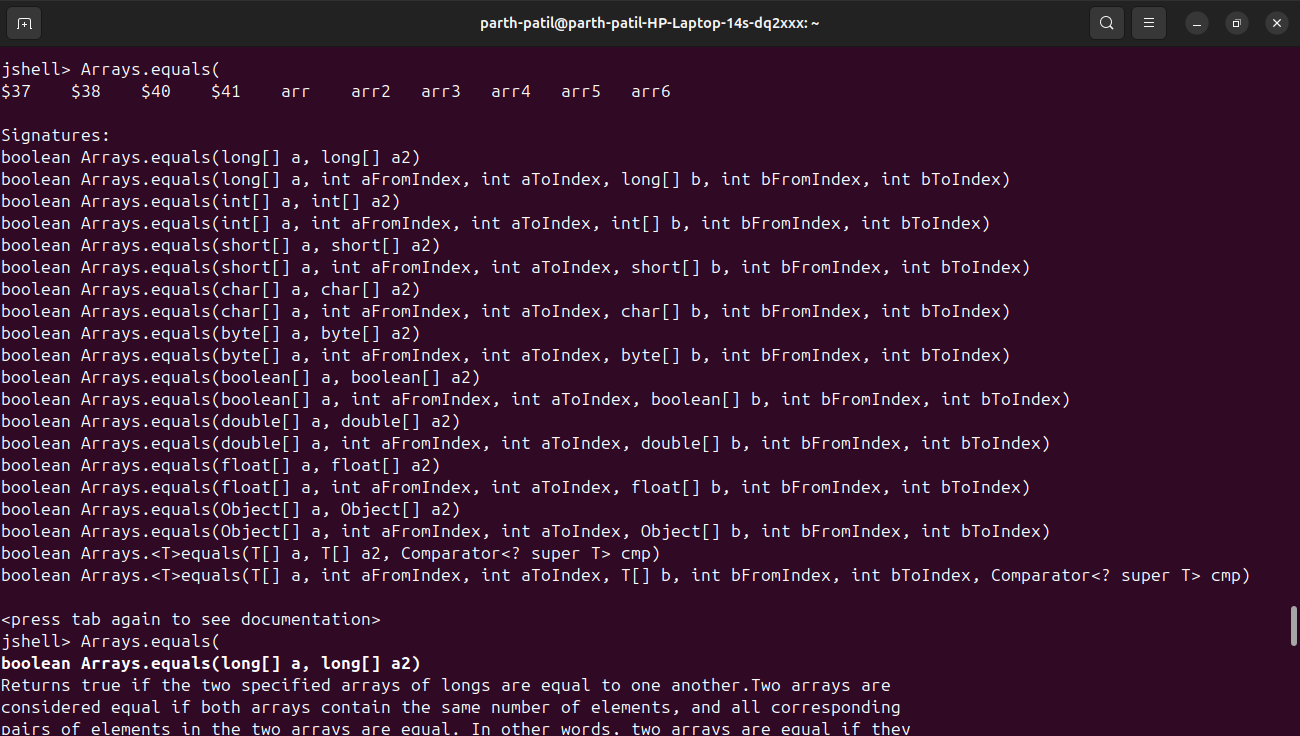 parth-patil@parth-patil-HP-Laptop-14s-dq2xxx: ~
jshell> Arrays.equals(
$37    $38    $40    $41    arr    arr2   arr3   arr4   arr5   arr6
Signatures:
boolean Arrays.equals(long[] a, long[] a2)
boolean Arrays.equals(long[] a, int aFromIndex, int aToIndex, long[] b, int bFromIndex, int bToIndex)
boolean Arrays.equals(int[] a, int[] a2)
boolean Arrays.equals(int[] a, int aFromIndex, int aToIndex, int[] b, int bFromIndex, int bToIndex)
boolean Arrays.equals(short[] a, short[] a2)
boolean Arrays.equals(short[] a, int aFromIndex, int aToIndex, short[] b, int bFromIndex, int bToIndex)
boolean Arrays.equals(char[] a, char[] a2)
boolean Arrays.equals(char[] a, int aFromIndex, int aToIndex, char[] b, int bFromIndex, int bToIndex)
boolean Arrays.equals(byte[] a, byte[] a2)
boolean Arrays.equals(byte[] a, int aFromIndex, int aToIndex, byte[] b, int bFromIndex, int bToIndex)
boolean Arrays.equals(boolean[] a, boolean[] a2)
boolean Arrays.equals(boolean[] a, int aFromIndex, int aToIndex, boolean[] b, int bFromIndex, int bToIndex)
boolean Arrays.equals(double[] a, double[] a2)
boolean Arrays.equals(double[] a, int aFromIndex, int aToIndex, double[] b, int bFromIndex, int bToIndex)
boolean Arrays.equals(float[] a, float[] a2)
boolean Arrays.equals(float[] a, int aFromIndex, int aToIndex, float[] b, int bFromIndex, int bToIndex)
boolean Arrays.equals(Object[] a, Object[] a2)
boolean Arrays.equals(Object[] a, int aFromIndex, int aToIndex, Object[] b, int bFromIndex, int bToIndex)
boolean Arrays.<T>equals(T[] a, T[] a2, Comparator<? super T> cmp)
boolean Arrays.<T>equals(T[] a, int aFromIndex, int aToIndex, T[] b, int bFromIndex, int bToIndex, Comparator<? super T> cmp)
<press tab again to see documentation>
jshell> Arrays.equals(
boolean Arrays.equals(long[] a, long[] a2)
Returns true if the two specified arrays of longs are equal to one another.Two arrays are
considered equal if both arrays contain the same number of elements, and all corresponding
pairs of elements in the two arrays are equal. In other words, two arrays are equal if they